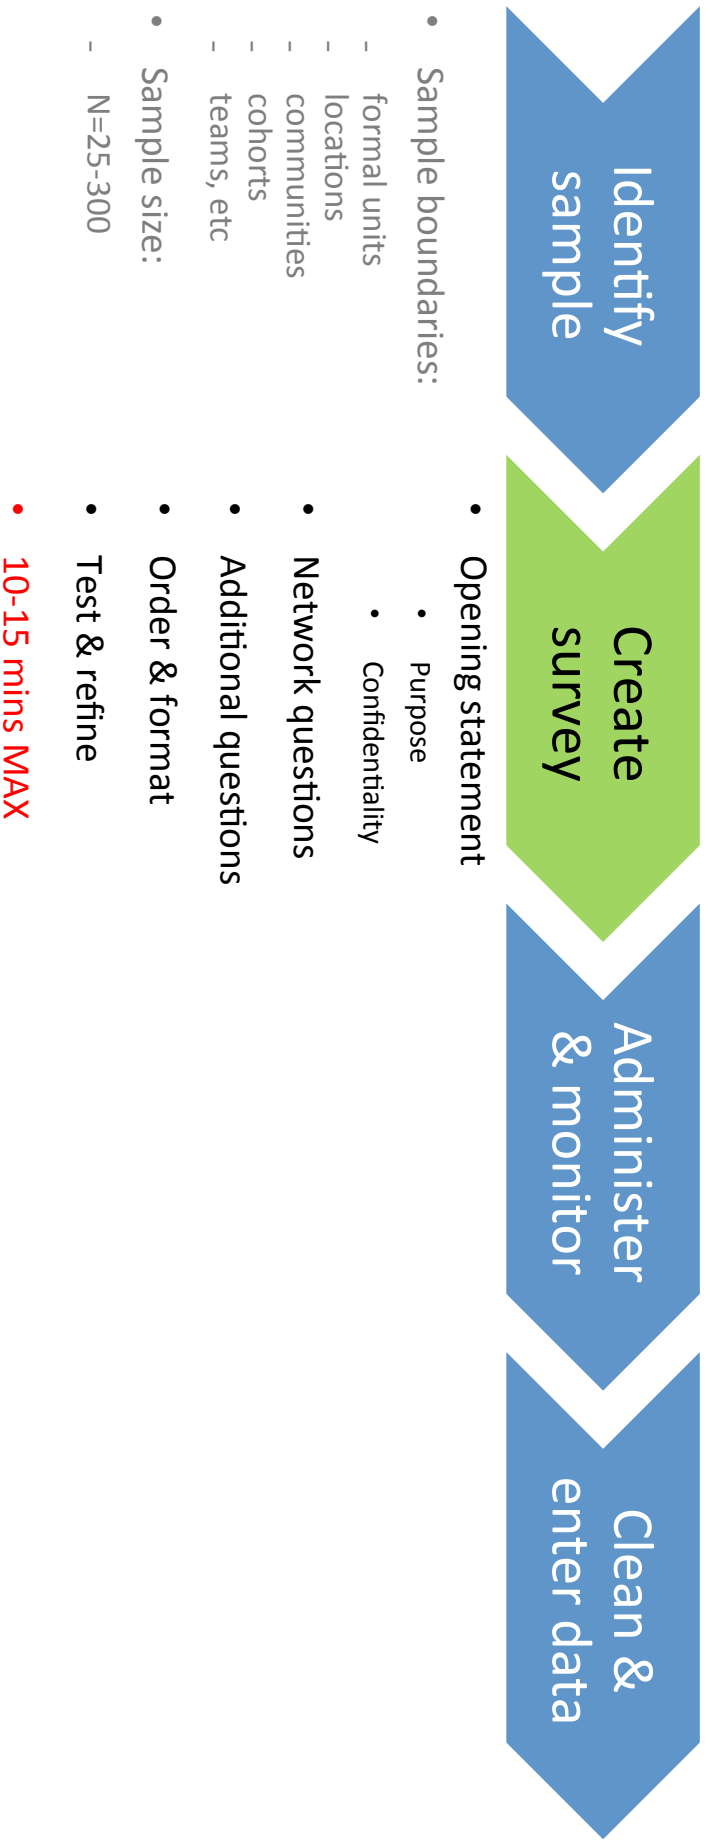 Identify
sample
Create
survey
Administer
& monitor
Clean &
enter data
• Sample boundaries:
- formal units
- locations
- communities
- cohorts
- teams, etc
• Sample size:
- N=25-300
• Opening statement
• Purpose
• Confidentiality
• Network questions
• Additional questions
• Order & format
• Test & refine
• 10-15 mins MAX